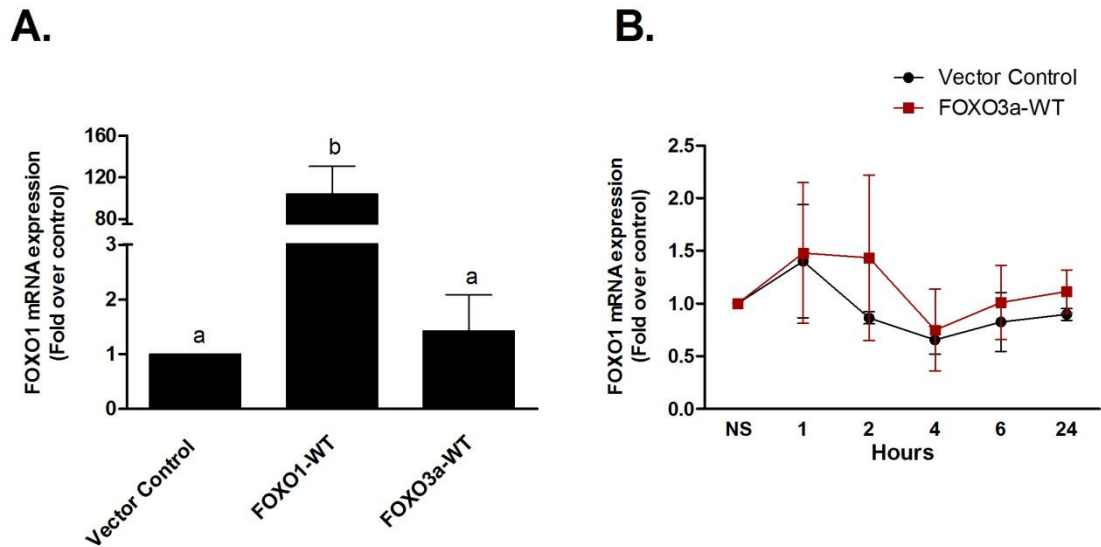 A.
FOXO1 mRNA expression
(Fold over control)
160
120
80
3
2
1
0
a
b
a
Vector Control
FOXO1-WT
FOXO3a-WT
B.
Vector Control
FOXO3a-WT
FOXO1 mRNA expression
(Fold over control)
2.5
2.0
1.5
1.0
0.5
0.0
NS 1 2 4 6 24
Hours